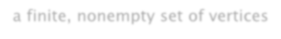 a finite, nonempty set of vertices